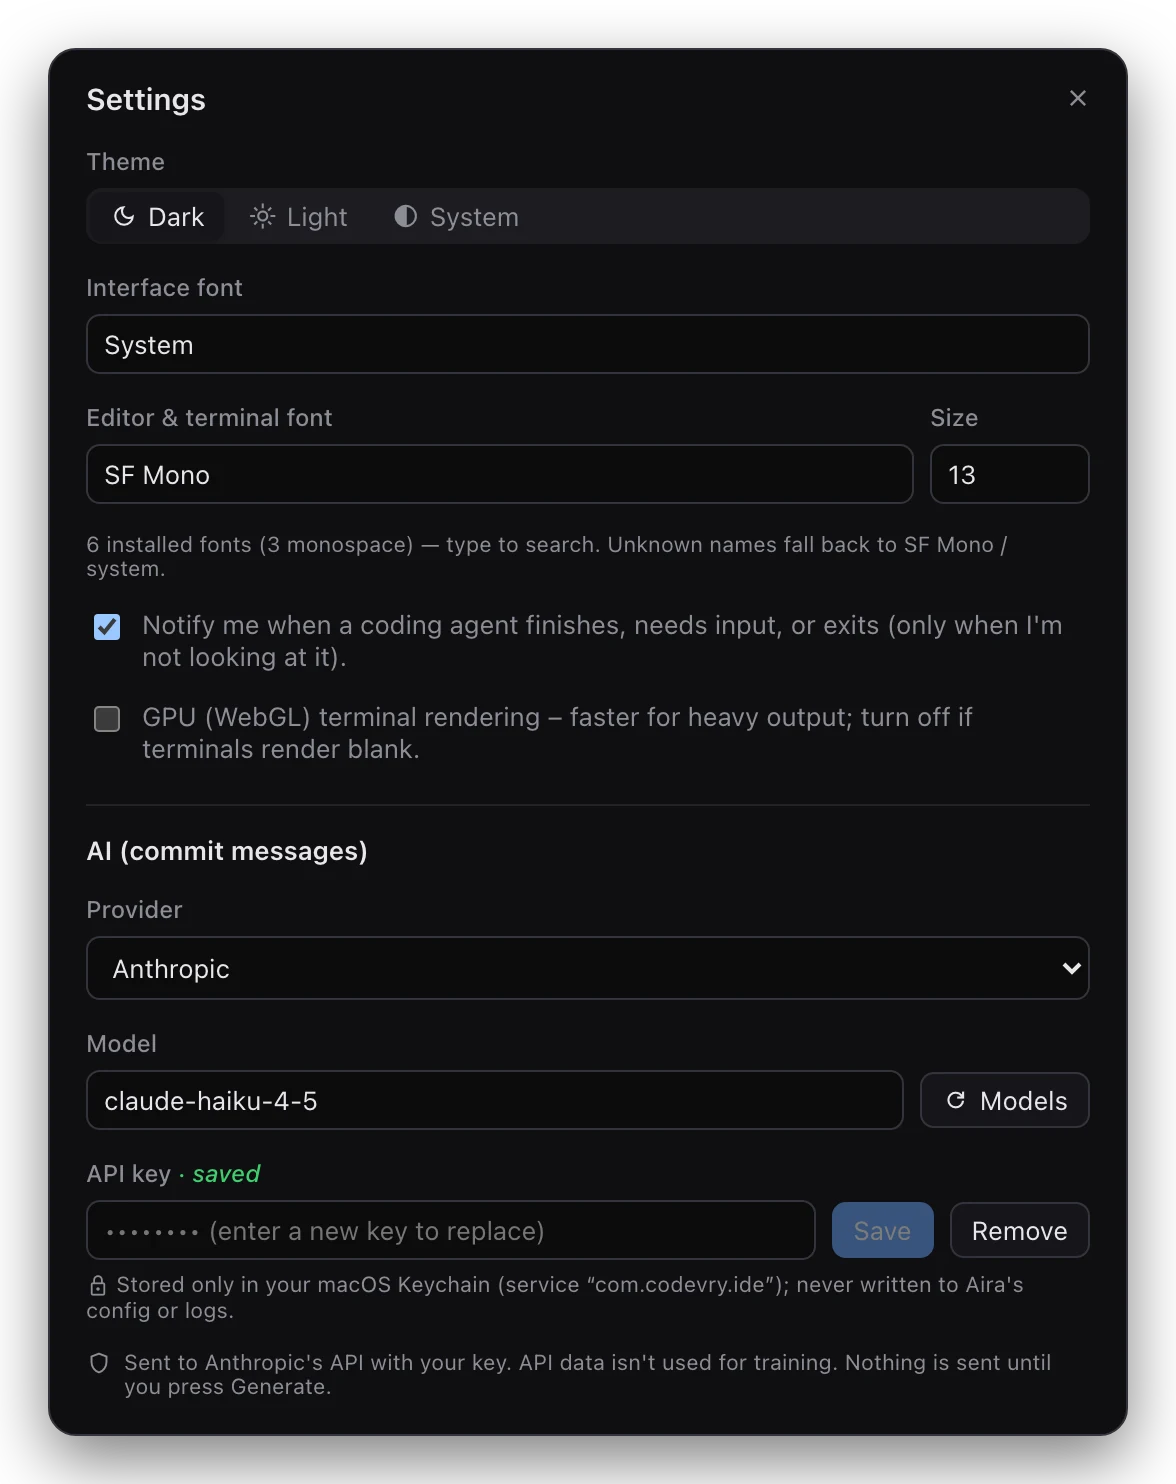 Settings
Theme
Dark Light System
Interface font
System
Editor & terminal font Size
SF Mono 13
6 installed fonts (3 monospace) — type to search. Unknown names fall back to SF Mono /
system.
Notify me when a coding agent finishes, needs input, or exits (only when I'm
not looking at it).
GPU (WebGL) terminal rendering – faster for heavy output; turn off if
terminals render blank.
AI (commit messages)
Provider
Anthropic
Model
claude-haiku-4-5 Models
API key · saved
•••••••• (enter a new key to replace) Save Remove
Stored only in your macOS Keychain (service “com.codevry.ide”); never written to Aira's
config or logs.
Sent to Anthropic's API with your key. API data isn't used for training. Nothing is sent until
you press Generate.